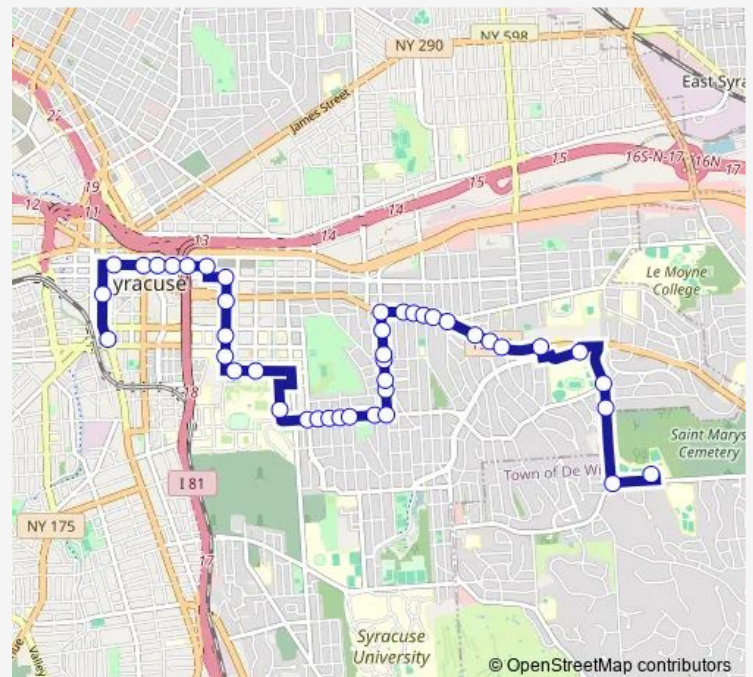 NY 290
NY 598
East Syra
James Street
21
15
16S-N-17
16N
17
15
19
12
11
14
14
13
Le Moyne
College
yracuse
18
Saint Marys
Cemetery
Town of De Wi
I 81
NY 175
17
Syracuse
University
Valley
© OpenStreetMap contributors